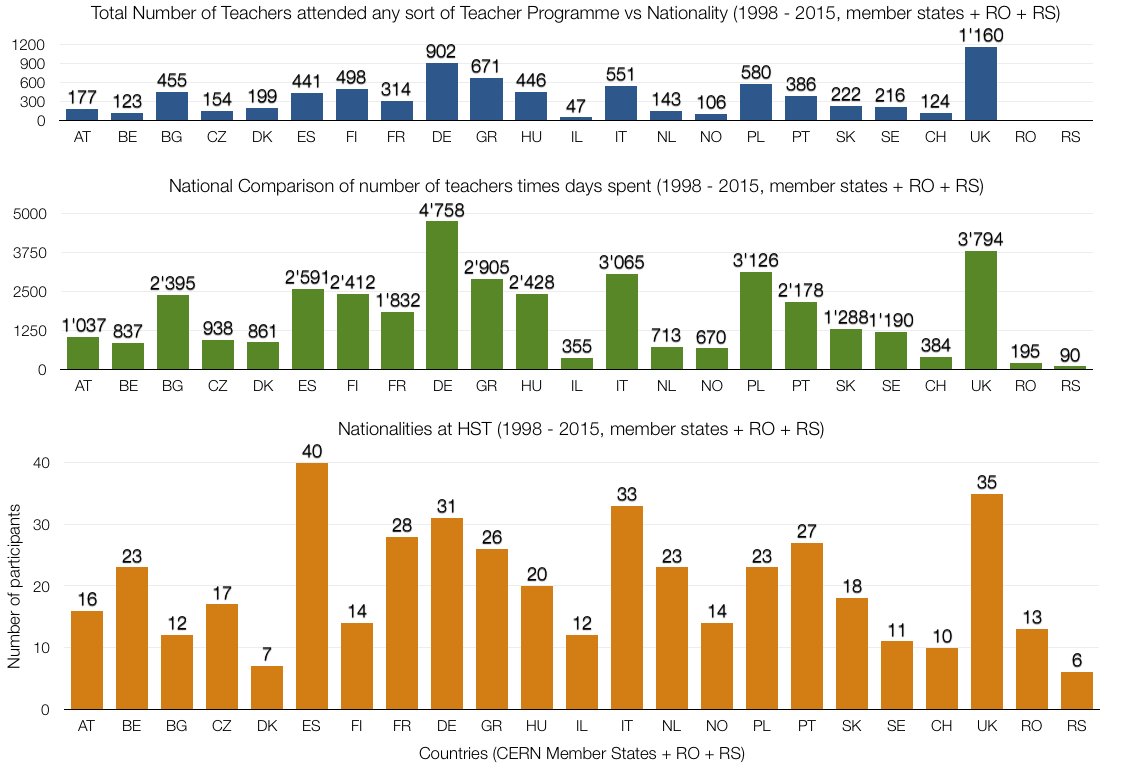 Total Number of Teachers attended any sort of Teacher Programme vs Nationality (1998 - 2015, member states + RO + RS)
1200
900
600
300
0
177 123 455 154 199 441 498 314 902 671 446 47 551 143 106 580 386 222 216 124 1'160
AT BE BG CZ DK ES FI FR DE GR HU IL IT NL NO PL PT SK SE CH UK RO RS
National Comparison of number of teachers times days spent (1998 - 2015, member states + RO + RS)
5000
3750
2500
1250
0
1'037 837 2'395 938 861 2'591 2'412 1'832 4'758 2'905 2'428 355 3'065 713 670 3'126 2'178 1'288 1'190 384 3'794 195 90
AT BE BG CZ DK ES FI FR DE GR HU IL IT NL NO PL PT SK SE CH UK RO RS
Nationalities at HST (1998 - 2015, member states + RO + RS)
Number of participants
40
30
20
10
0
16 23 12 17 7 40 14 28 31 26 20 12 33 23 14 23 27 18 11 10 35 13 6
AT BE BG CZ DK ES FI FR DE GR HU IL IT NL NO PL PT SK SE CH UK RO RS
Countries (CERN Member States + RO + RS)